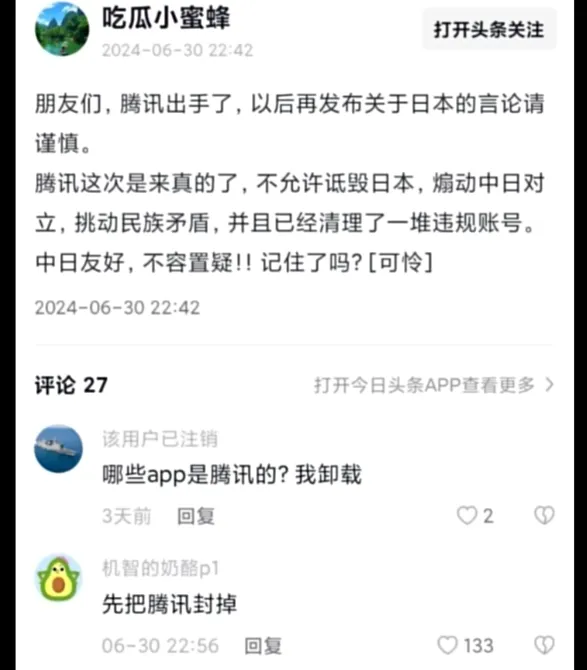 吃瓜小蜜蜂
2024-06-30 22:42
打开头条关注
朋友们，腾讯出手了，以后再发布关于日本的言论请
谨慎。
腾讯这次是来真的了，不允许诋毁日本，煽动中日对
立，挑动民族矛盾，并且已经清理了一堆违规账号。
中日友好，不容置疑!! 记住了吗? [可怜]
2024-06-30 22:42
评论 27
打开今日头条APP查看更多 >
该用户已注销
哪些app是腾讯的? 我卸载
3天前 回复 2
机智的奶酪p1
先把腾讯封掉
06-30 22:56 回复 133